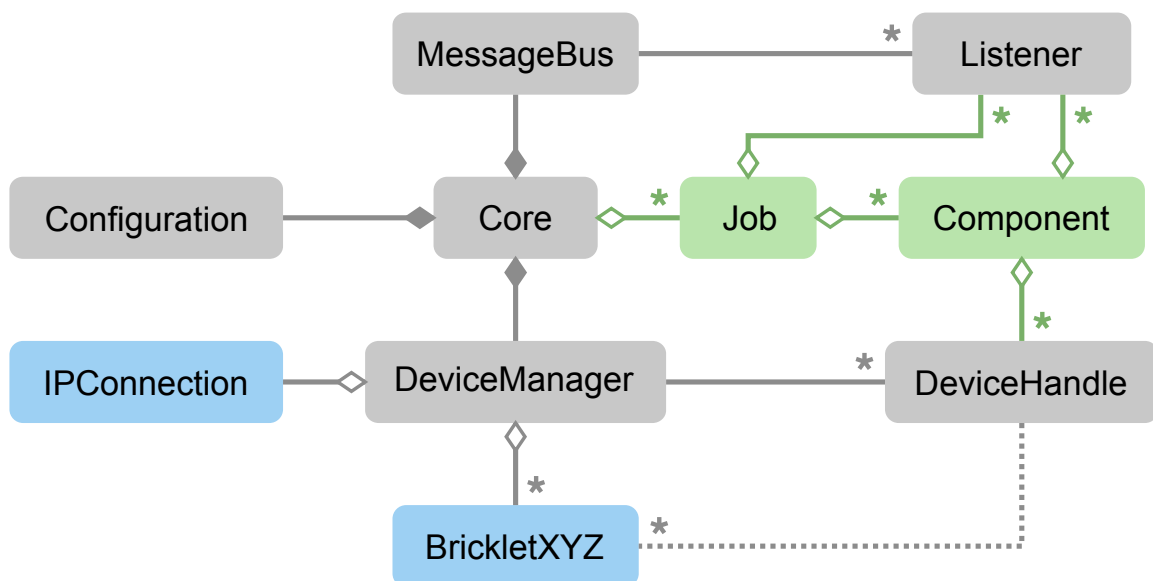 MessageBus
*
Listener
*
*
Configuration
Core
*
Job
*
Component
*
IPConnection
DeviceManager
*
DeviceHandle
*
*
BrickletXYZ